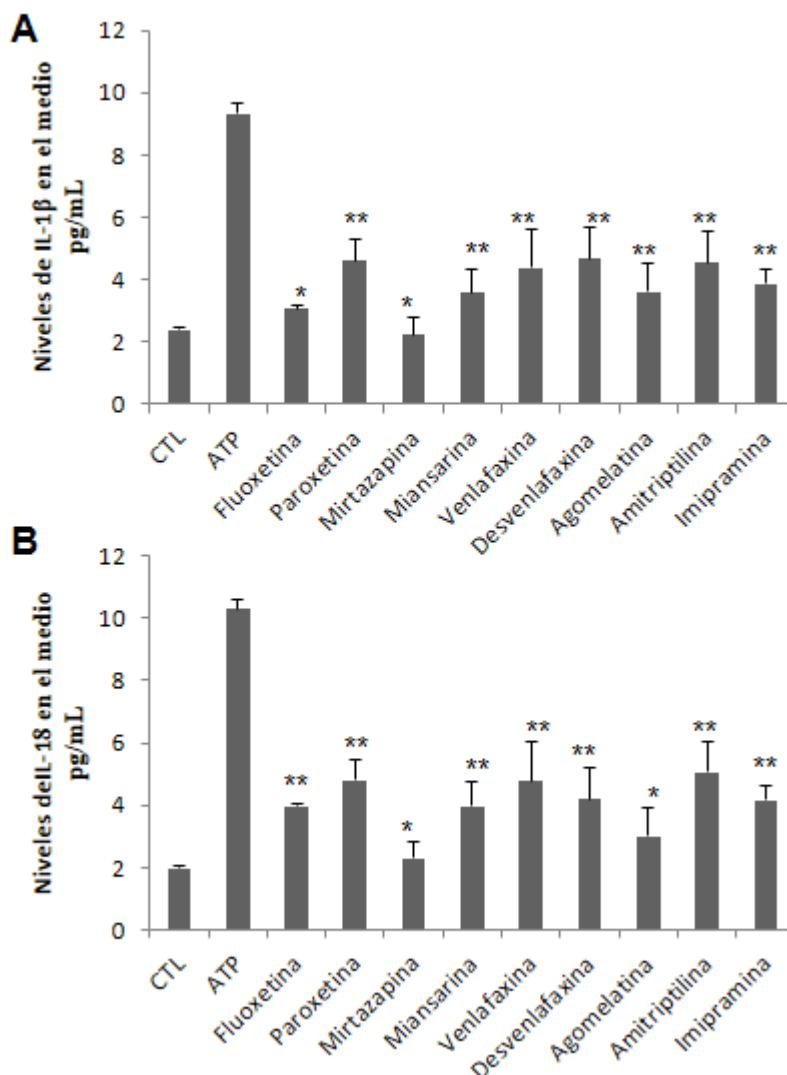 A
Niveles de IL-1β en el medio
pg/mL
12
10
8
6
4
2
0
*
**
*
**
**
**
**
**
**
CTL
ATP
Fluoxetina
Paroxetina
Mirtazapina
Miansarina
Venlafaxina
Desvenlafaxina
Agomelatina
Amitriptilina
Imipramina
B
Niveles deIL-18 en el medio
pg/mL
12
10
8
6
4
2
0
**
**
*
**
**
**
*
**
**
CTL
ATP
Fluoxetina
Paroxetina
Mirtazapina
Miansarina
Venlafaxina
Desvenlafaxina
Agomelatina
Amitriptilina
Imipramina